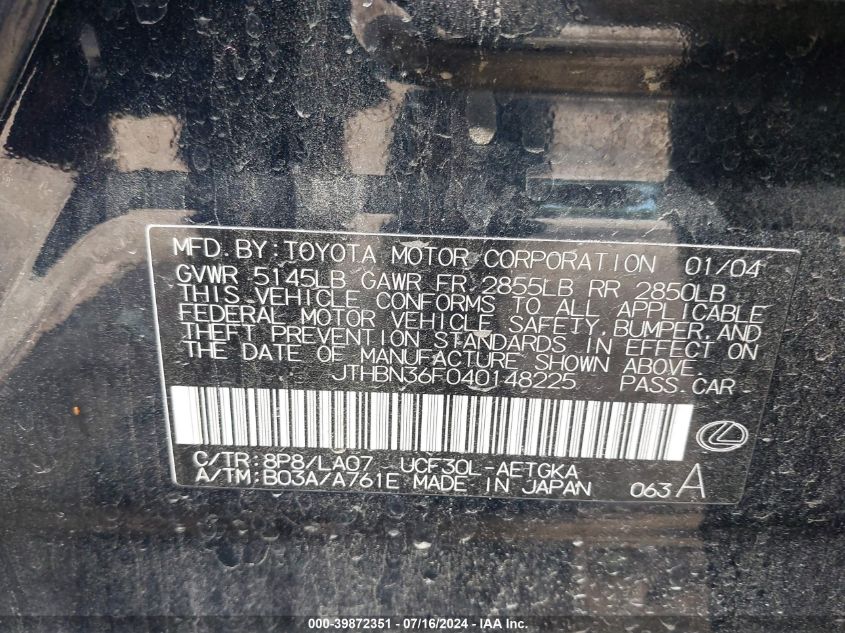 MFD. BY: TOYOTA MOTOR CORPORATION 01/04
GVWR 5145LB GAWR FR 2855LB RR 2850LB
THIS VEHICLE CONFORMS TO ALL APPLICABLE
FEDERAL MOTOR VEHICLE SAFETY, BUMPER, AND
THEFT PREVENTION STANDARDS IN EFFECT ON
THE DATE OF MANUFACTURE SHOWN ABOVE.
JTHBN36F040148225 PASS. CAR
C/TR: 8P8/LA07 UCF30L-AETGKA
A/TM: B03A/A761E MADE IN JAPAN 063 A
000-39872351 - 07/16/2024 - IAA Inc.